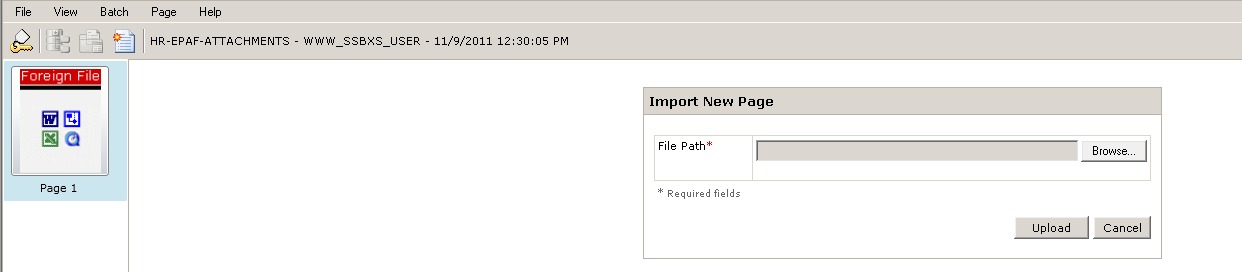 File View Batch Page Help
HR-EPAF-ATTACHMENTS - WWW_SSBXS_USER - 11/9/2011 12:30:05 PM
Foreign File
W
X
Page 1
Import New Page
File Path* Browse...
* Required fields
Upload Cancel